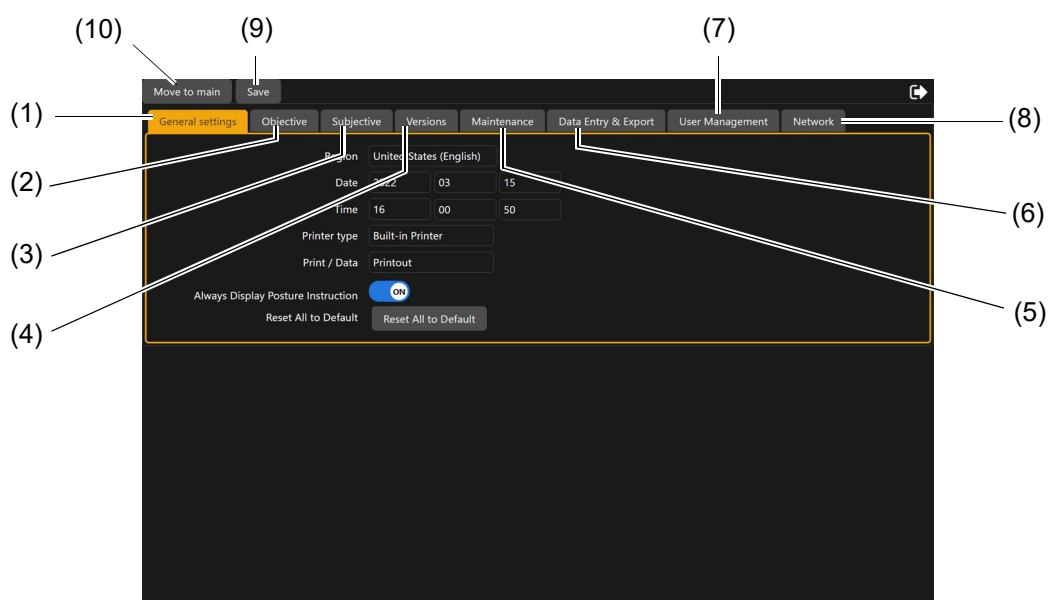 (10) (9) (7)
Move to main Save
(1) General settings Objective Subjective Versions Maintenance Data Entry & Export User Management Network (8)
Region United States (English)
(2) Date 2022 03 15
Time 16 00 50 (6)
Printer type Built-in Printer
(3) Print / Data Printout
Always Display Posture Instruction ON
(4) Reset All to Default Reset All to Default (5)